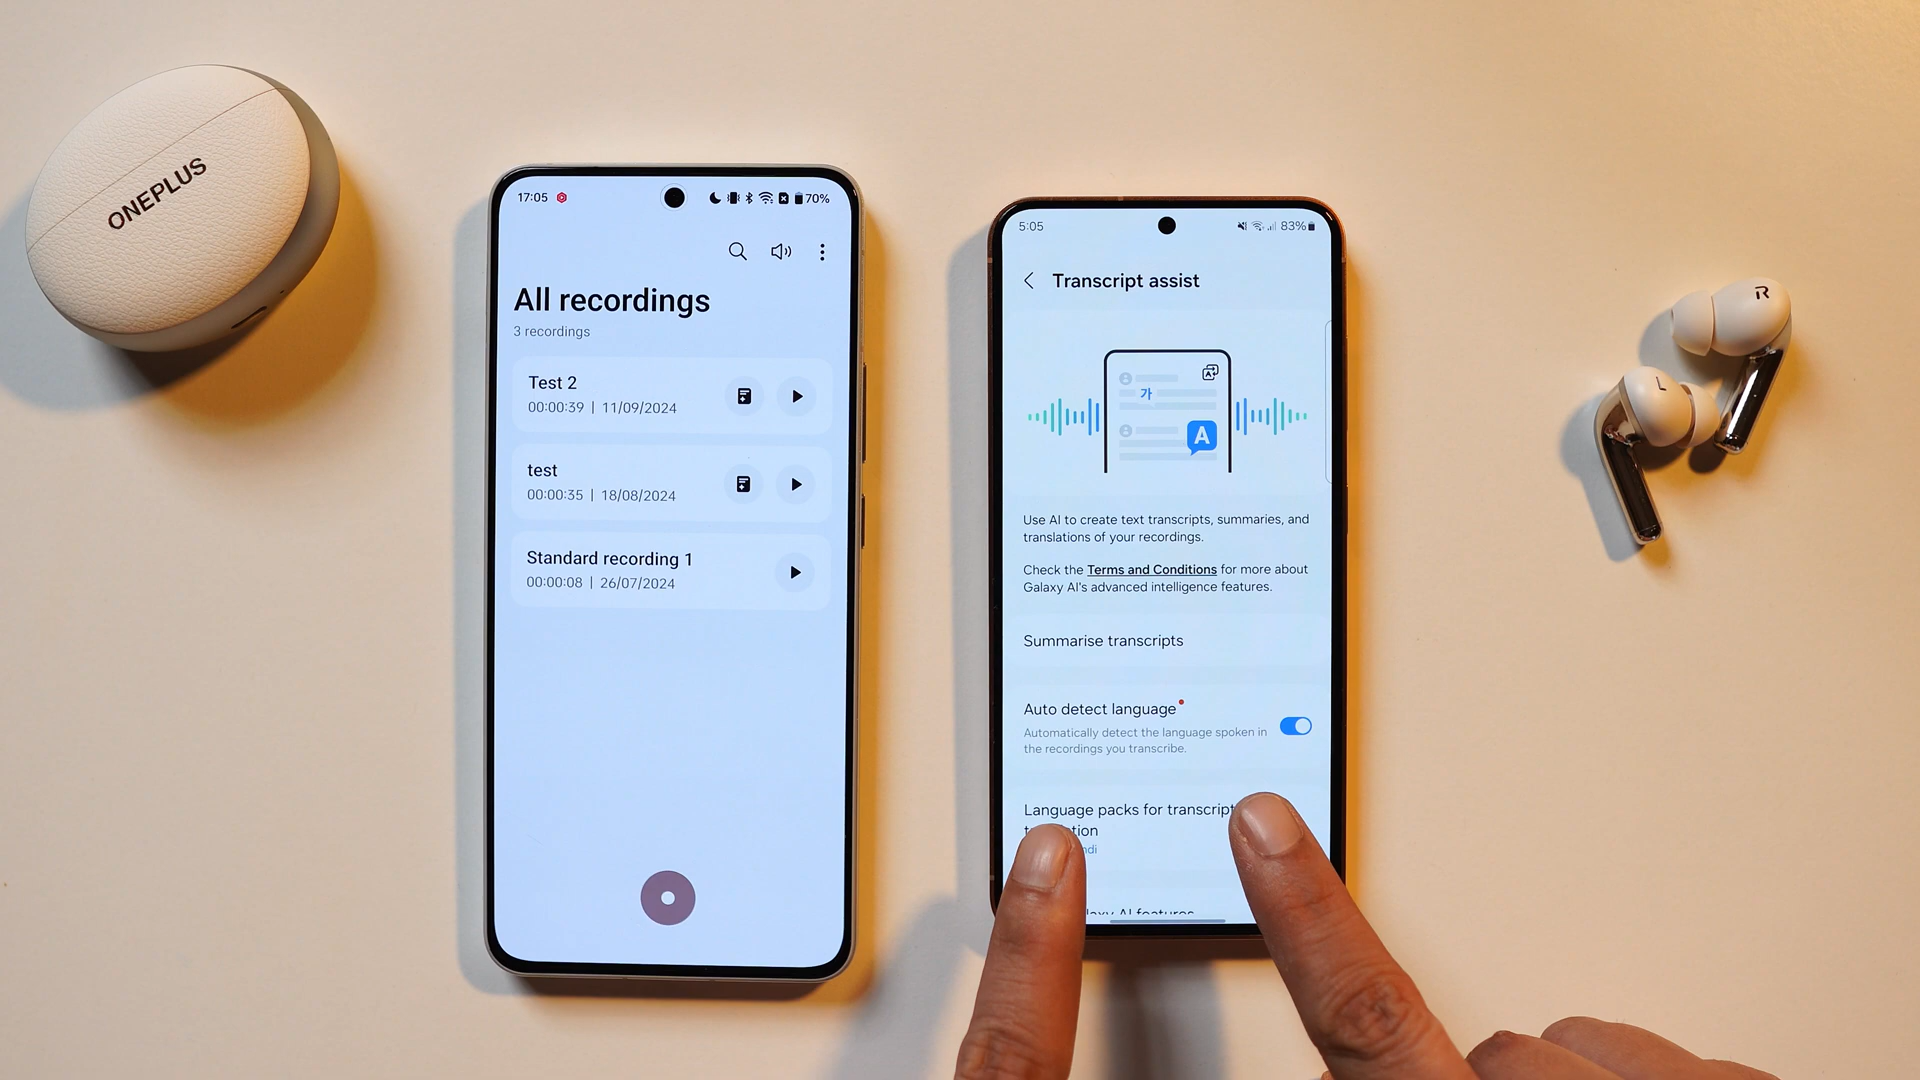 ONEPLUS
17:05
70%
All recordings
3 recordings
Test 2
00:00:39 | 11/09/2024
test
00:00:35 | 18/08/2024
Standard recording 1
00:00:08 | 26/07/2024
5:05
83%
Transcript assist
가
A
A
Use AI to create text transcripts, summaries, and
translations of your recordings.
Check the Terms and Conditions for more about
Galaxy AI's advanced intelligence features.
Summarise transcripts
Auto detect language
Automatically detect the language spoken in
the recordings you transcribe.
Language packs for
AI features
R
L